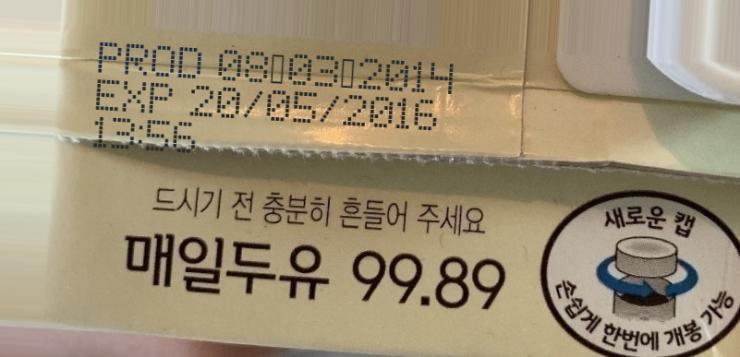 PROD 08▯03▯2014
EXP 20/05/2016
13:56
드시기 전 충분히 흔들어 주세요
매일두유 99.89
새로운 캡
손쉽게 한번에 개봉 가능